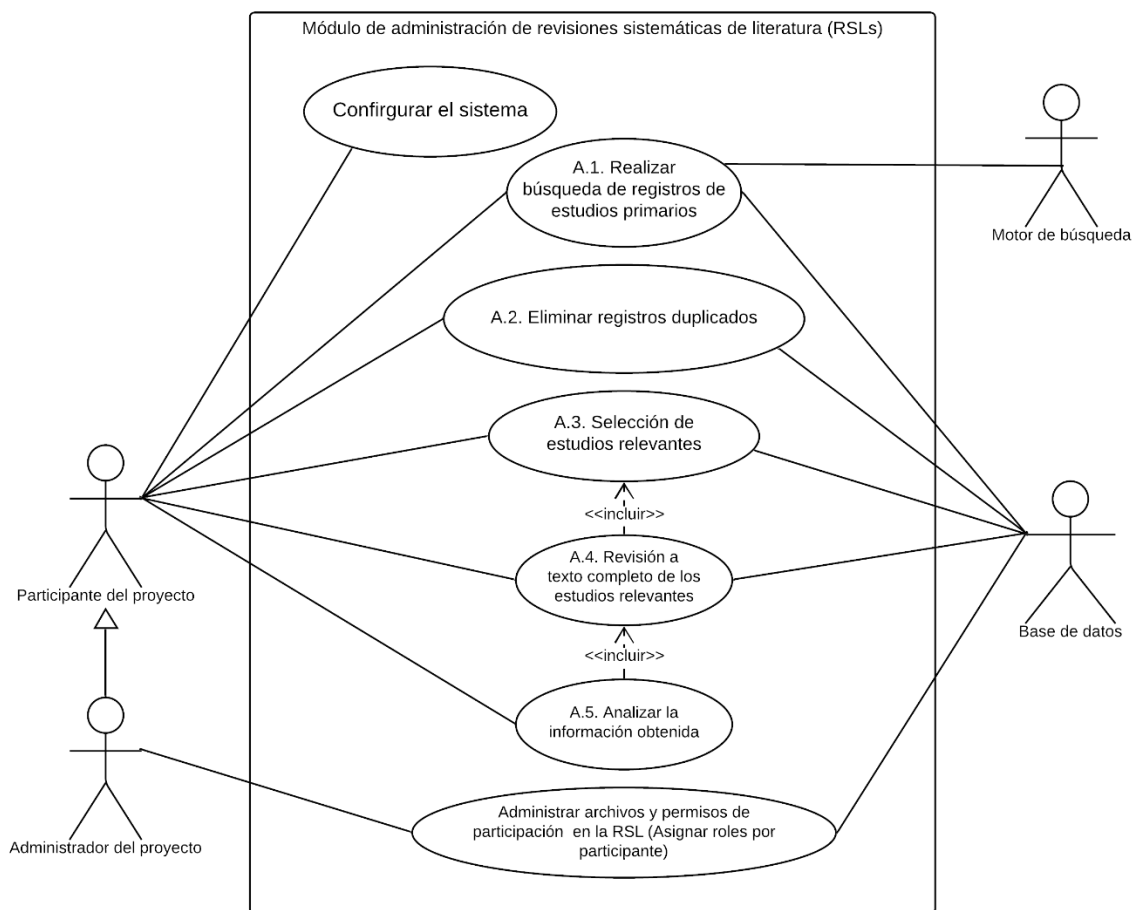 Módulo de administración de revisiones sistemáticas de literatura (RSLs)
Confirgurar el sistema
A.1. Realizar
búsqueda de registros de
estudios primarios
Motor de búsqueda
A.2. Eliminar registros duplicados
A.3. Selección de
estudios relevantes
<<incluir>>
A.4. Revisión a
texto completo de los
estudios relevantes
Participante del proyecto
Base de datos
<<incluir>>
A.5. Analizar la
información obtenida
Administrar archivos y permisos de
participación en la RSL (Asignar roles por
participante)
Administrador del proyecto